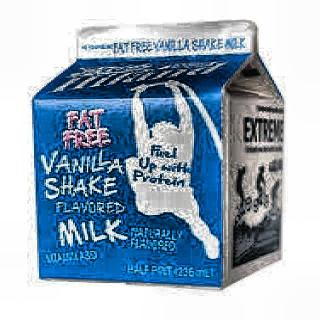 FAT FREE VANILLA SHAKE MILK
FAT
FREE
VANILLA
SHAKE
FLAVORED
MILK
NATURALLY
FLAVORED
Fuel
Up with
Protein
HALF PINT (236 mL)
EXTREME